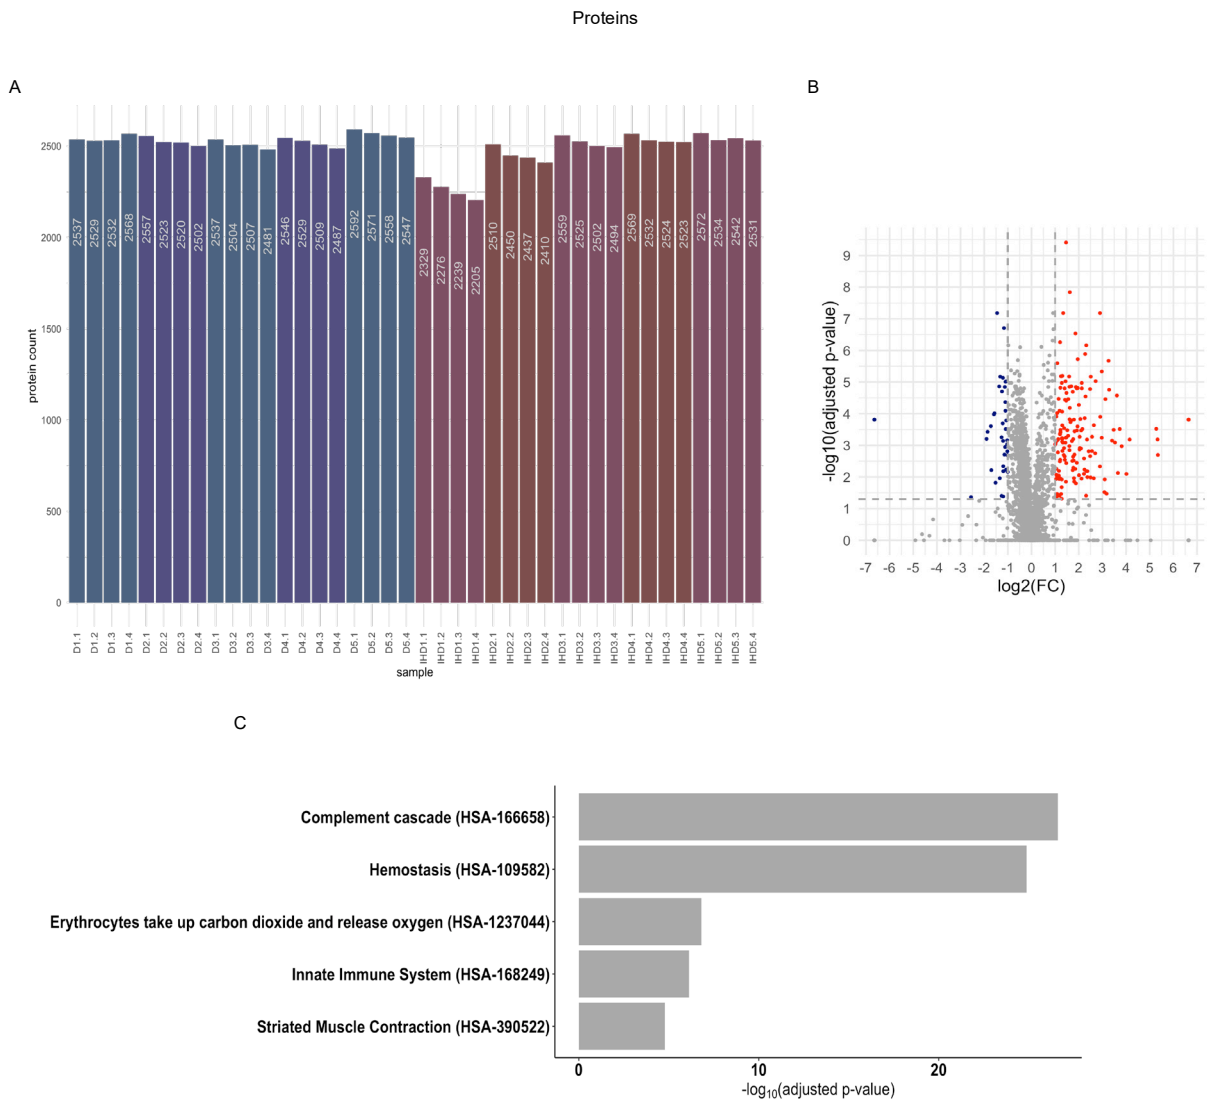 Proteins
A
B
protein count
2500
2000
1500
1000
500
0
2537
2529
2532
2568
2557
2523
2520
2502
2537
2504
2507
2481
2546
2529
2509
2487
2592
2571
2558
2547
2329
2276
2239
2205
2510
2450
2437
2410
2559
2525
2502
2494
2569
2532
2524
2523
2572
2534
2542
2531
D1.1
D1.2
D1.3
D1.4
D2.1
D2.2
D2.3
D2.4
D3.1
D3.2
D3.3
D3.4
D4.1
D4.2
D4.3
D4.4
D5.1
D5.2
D5.3
D5.4
IHD1.1
IHD1.2
IHD1.3
IHD1.4
IHD2.1
IHD2.2
IHD2.3
IHD2.4
IHD3.1
IHD3.2
IHD3.3
IHD3.4
IHD4.1
IHD4.2
IHD4.3
IHD4.4
IHD5.1
IHD5.2
IHD5.3
IHD5.4
sample
-log10(adjusted p-value)
9
8
7
6
5
4
3
2
1
0
-7 -6 -5 -4 -3 -2 -1 0 1 2 3 4 5 6 7
log2(FC)
C
Complement cascade (HSA-166658)
Hemostasis (HSA-109582)
Erythrocytes take up carbon dioxide and release oxygen (HSA-1237044)
Innate Immune System (HSA-168249)
Striated Muscle Contraction (HSA-390522)
0 10 20
-log10(adjusted p-value)